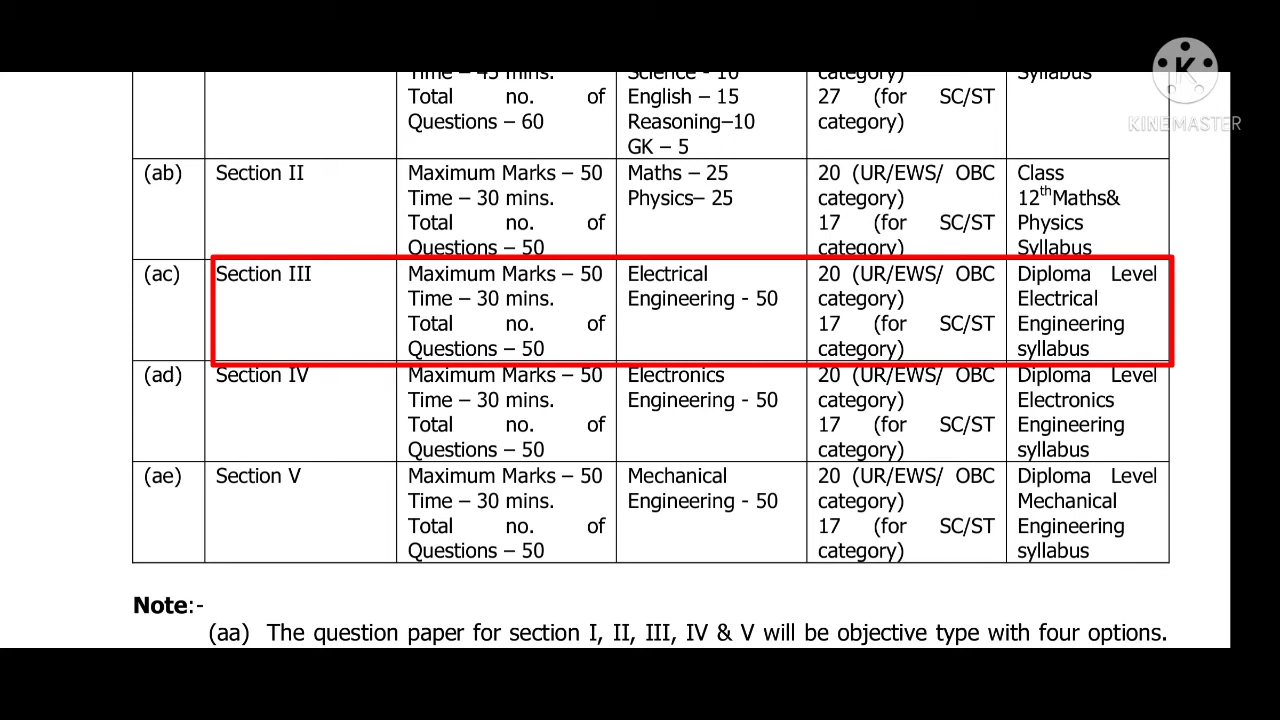 Time – 45 mins.
Total no. of
Questions – 60
Science - 10
English – 15
Reasoning–10
GK – 5
category)
27 (for SC/ST
category)
Syllabus
KINEMASTER
(ab)
Section II
Maximum Marks – 50
Time – 30 mins.
Total no. of
Questions – 50
Maths – 25
Physics– 25
20 (UR/EWS/ OBC
category)
17 (for SC/ST
category)
Class
12thMaths&
Physics
Syllabus
(ac)
Section III
Maximum Marks – 50
Time – 30 mins.
Total no. of
Questions – 50
Electrical
Engineering - 50
20 (UR/EWS/ OBC
category)
17 (for SC/ST
category)
Diploma Level
Electrical
Engineering
syllabus
(ad)
Section IV
Maximum Marks – 50
Time – 30 mins.
Total no. of
Questions – 50
Electronics
Engineering - 50
20 (UR/EWS/ OBC
category)
17 (for SC/ST
category)
Diploma Level
Electronics
Engineering
syllabus
(ae)
Section V
Maximum Marks – 50
Time – 30 mins.
Total no. of
Questions – 50
Mechanical
Engineering - 50
20 (UR/EWS/ OBC
category)
17 (for SC/ST
category)
Diploma Level
Mechanical
Engineering
syllabus
Note:-
(aa) The question paper for section I, II, III, IV & V will be objective type with four options.